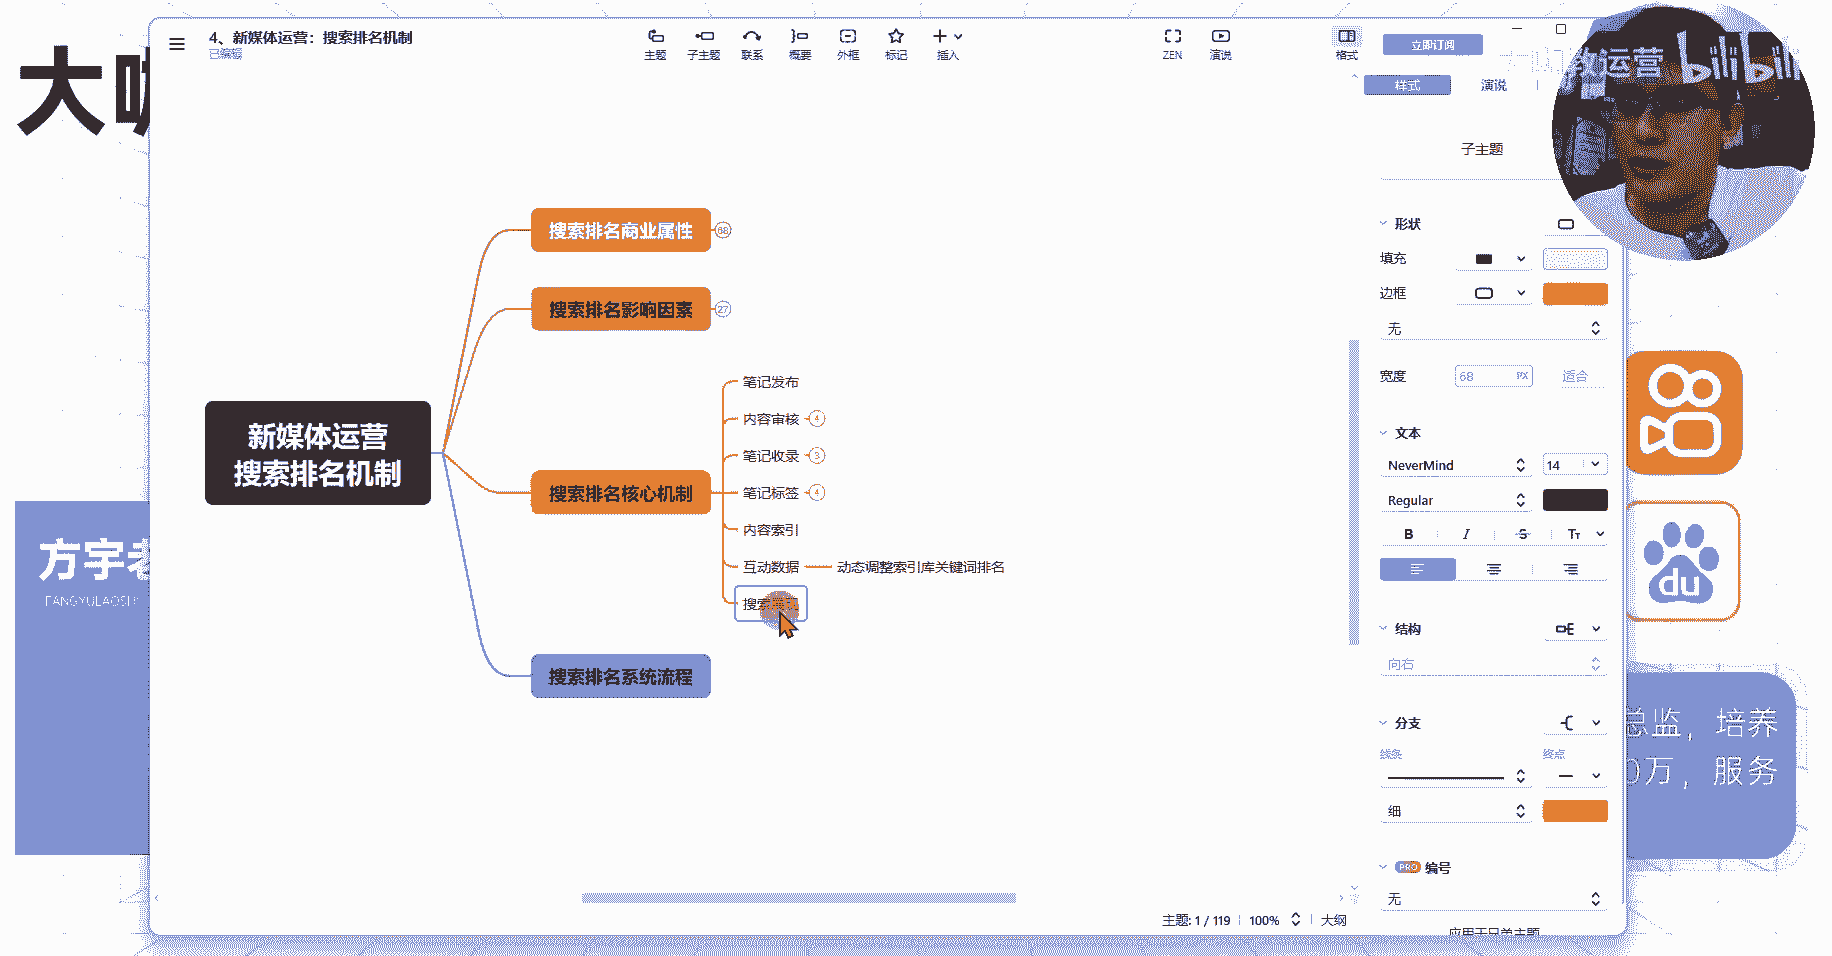 4、新媒体运营：搜索排名机制
已编辑
主题
子主题
联系
概要
外框
标记
插入
ZEN
演说
格式
立即订阅
教运营
bilibili
大
样式
演说
子主题
搜索排名商业属性
68
搜索排名影响因素
27
新媒体运营
搜索排名机制
搜索排名核心机制
笔记发布
内容审核
4
笔记收录
3
笔记标签
4
内容索引
互动数据
动态调整索引库关键词排名
搜索
搜索排名系统流程
形状
填充
边框
无
宽度
68
PX
适合
文本
NeverMind
14
Regular
B
I
S
Tт
结构
向右
分支
线条
终点
细
PRO
编号
无
应用于兄弟主题
主题: 1 / 119
100%
大纲
方宇老
FANGYULAOSHI
du
总监，培养
0万，服务